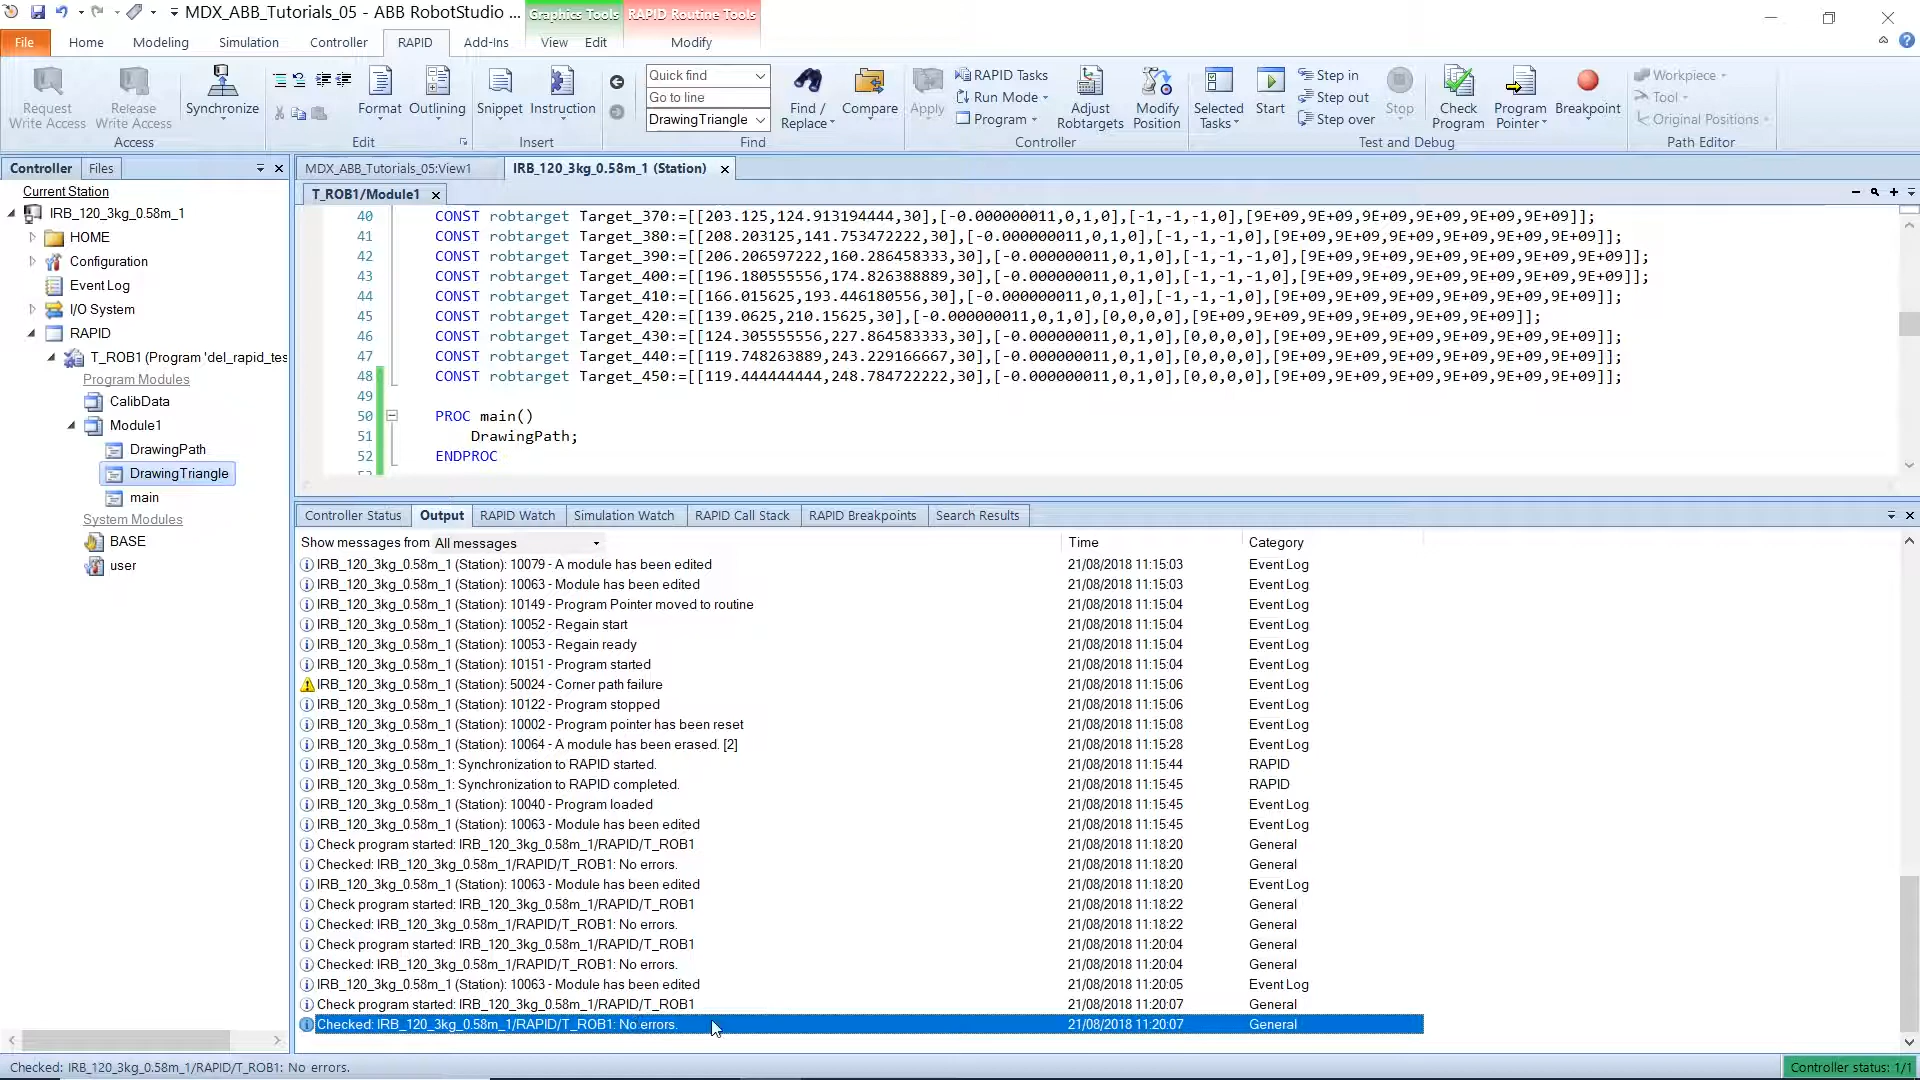 MDX_ABB_Tutorials_05 - ABB RobotStudio ...
Graphics Tools
RAPID Routine Tools
File
Home
Modeling
Simulation
Controller
RAPID
Add-Ins
View
Edit
Modify
Request Write Access
Release Write Access
Access
Synchronize
Format
Outlining
Edit
Snippet
Instruction
Insert
Quick find
Go to line
DrawingTriangle
Find / Replace
Compare
Find
Apply
RAPID Tasks
Run Mode
Program
Adjust Robtargets
Modify Position
Controller
Selected Tasks
Start
Step in
Step out
Step over
Stop
Check Program
Program Pointer
Breakpoint
Test and Debug
Workpiece
Tool
Original Positions
Path Editor
Controller
Files
Current Station
IRB_120_3kg_0.58m_1
HOME
Configuration
Event Log
I/O System
RAPID
T_ROB1 (Program 'del_rapid_tes
Program Modules
CalibData
Module1
DrawingPath
DrawingTriangle
main
System Modules
BASE
user
MDX_ABB_Tutorials_05:View1
IRB_120_3kg_0.58m_1 (Station)
T_ROB1/Module1
40 CONST robtarget Target_370:=[[203.125,124.913194444,30],[-0.000000011,0,1,0],[-1,-1,-1,0],[9E+09,9E+09,9E+09,9E+09,9E+09,9E+09]];
41 CONST robtarget Target_380:=[[208.203125,141.753472222,30],[-0.000000011,0,1,0],[-1,-1,-1,0],[9E+09,9E+09,9E+09,9E+09,9E+09,9E+09]];
42 CONST robtarget Target_390:=[[206.206597222,160.286458333,30],[-0.000000011,0,1,0],[-1,-1,-1,0],[9E+09,9E+09,9E+09,9E+09,9E+09,9E+09]];
43 CONST robtarget Target_400:=[[196.180555556,174.826388889,30],[-0.000000011,0,1,0],[-1,-1,-1,0],[9E+09,9E+09,9E+09,9E+09,9E+09,9E+09]];
44 CONST robtarget Target_410:=[[166.015625,193.446180556,30],[-0.000000011,0,1,0],[-1,-1,-1,0],[9E+09,9E+09,9E+09,9E+09,9E+09,9E+09]];
45 CONST robtarget Target_420:=[[139.0625,210.15625,30],[-0.000000011,0,1,0],[0,0,0,0],[9E+09,9E+09,9E+09,9E+09,9E+09,9E+09]];
46 CONST robtarget Target_430:=[[124.305555556,227.864583333,30],[-0.000000011,0,1,0],[0,0,0,0],[9E+09,9E+09,9E+09,9E+09,9E+09,9E+09]];
47 CONST robtarget Target_440:=[[119.748263889,243.229166667,30],[-0.000000011,0,1,0],[0,0,0,0],[9E+09,9E+09,9E+09,9E+09,9E+09,9E+09]];
48 CONST robtarget Target_450:=[[119.444444444,248.784722222,30],[-0.000000011,0,1,0],[0,0,0,0],[9E+09,9E+09,9E+09,9E+09,9E+09,9E+09]];
49
50 PROC main()
51 DrawingPath;
52 ENDPROC
Controller Status
Output
RAPID Watch
Simulation Watch
RAPID Call Stack
RAPID Breakpoints
Search Results
Show messages from All messages Time Category
IRB_120_3kg_0.58m_1 (Station): 10079 - A module has been edited 21/08/2018 11:15:03 Event Log
IRB_120_3kg_0.58m_1 (Station): 10063 - Module has been edited 21/08/2018 11:15:03 Event Log
IRB_120_3kg_0.58m_1 (Station): 10149 - Program Pointer moved to routine 21/08/2018 11:15:04 Event Log
IRB_120_3kg_0.58m_1 (Station): 10052 - Regain start 21/08/2018 11:15:04 Event Log
IRB_120_3kg_0.58m_1 (Station): 10053 - Regain ready 21/08/2018 11:15:04 Event Log
IRB_120_3kg_0.58m_1 (Station): 10151 - Program started 21/08/2018 11:15:04 Event Log
IRB_120_3kg_0.58m_1 (Station): 50024 - Corner path failure 21/08/2018 11:15:06 Event Log
IRB_120_3kg_0.58m_1 (Station): 10122 - Program stopped 21/08/2018 11:15:06 Event Log
IRB_120_3kg_0.58m_1 (Station): 10002 - Program pointer has been reset 21/08/2018 11:15:08 Event Log
IRB_120_3kg_0.58m_1 (Station): 10064 - A module has been erased. [2] 21/08/2018 11:15:28 Event Log
IRB_120_3kg_0.58m_1: Synchronization to RAPID started. 21/08/2018 11:15:44 RAPID
IRB_120_3kg_0.58m_1: Synchronization to RAPID completed. 21/08/2018 11:15:45 RAPID
IRB_120_3kg_0.58m_1 (Station): 10040 - Program loaded 21/08/2018 11:15:45 Event Log
IRB_120_3kg_0.58m_1 (Station): 10063 - Module has been edited 21/08/2018 11:15:45 Event Log
Check program started: IRB_120_3kg_0.58m_1/RAPID/T_ROB1 21/08/2018 11:18:20 General
Checked: IRB_120_3kg_0.58m_1/RAPID/T_ROB1: No errors. 21/08/2018 11:18:20 General
IRB_120_3kg_0.58m_1 (Station): 10063 - Module has been edited 21/08/2018 11:18:20 Event Log
Check program started: IRB_120_3kg_0.58m_1/RAPID/T_ROB1 21/08/2018 11:18:22 General
Checked: IRB_120_3kg_0.58m_1/RAPID/T_ROB1: No errors. 21/08/2018 11:18:22 General
Check program started: IRB_120_3kg_0.58m_1/RAPID/T_ROB1 21/08/2018 11:20:04 General
Checked: IRB_120_3kg_0.58m_1/RAPID/T_ROB1: No errors. 21/08/2018 11:20:04 General
IRB_120_3kg_0.58m_1 (Station): 10063 - Module has been edited 21/08/2018 11:20:05 Event Log
Check program started: IRB_120_3kg_0.58m_1/RAPID/T_ROB1 21/08/2018 11:20:07 General
Checked: IRB_120_3kg_0.58m_1/RAPID/T_ROB1: No errors. 21/08/2018 11:20:07 General
Checked: IRB_120_3kg_0.58m_1/RAPID/T_ROB1: No errors.
Controller status: 1/1